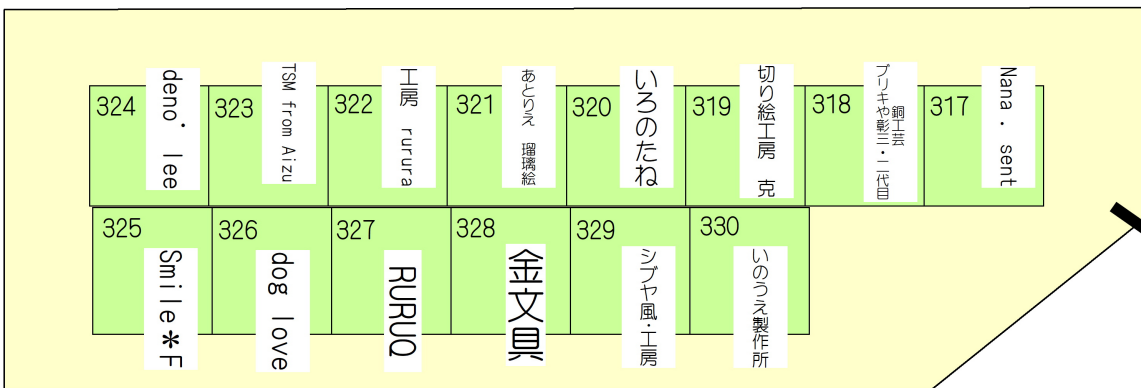 324
deno・ lee
323
TSM from Aizu
322
工房 rurura
321
あとりえ 瑠璃絵
320
いろのたね
319
切り絵工房 克
318
銅工芸
ブリキや彰三・二代目
317
Nana . sent
325
Smile*F
326
dog love
327
RURUQ
328
金文具
329
シブヤ風・工房
330
いのうえ製作所